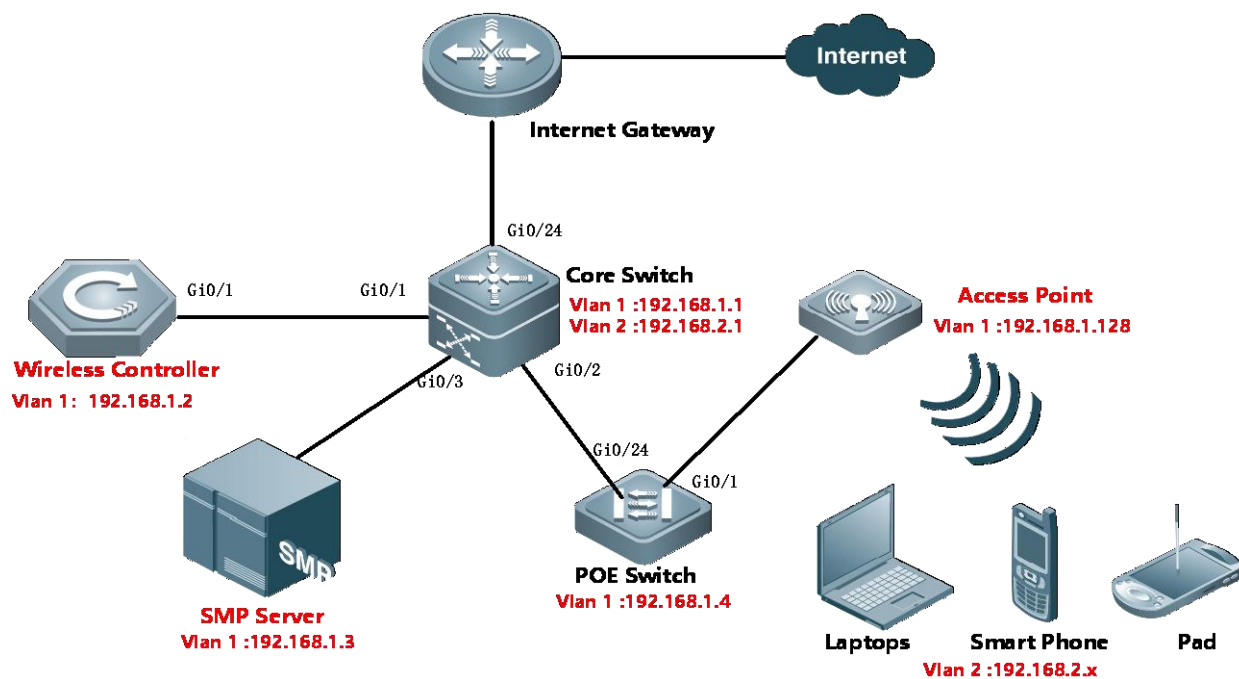 Internet
Internet Gateway
Gi0/24
Core Switch
Vlan 1 :192.168.1.1
Vlan 2 :192.168.2.1
Gi0/1
Gi0/1
Wireless Controller
Vlan 1: 192.168.1.2
Access Point
Vlan 1 :192.168.1.128
Gi0/3
Gi0/2
Gi0/24
Gi0/1
SMP
SMP Server
Vlan 1 :192.168.1.3
POE Switch
Vlan 1 :192.168.1.4
Laptops
Smart Phone
Pad
Vlan 2 :192.168.2.x